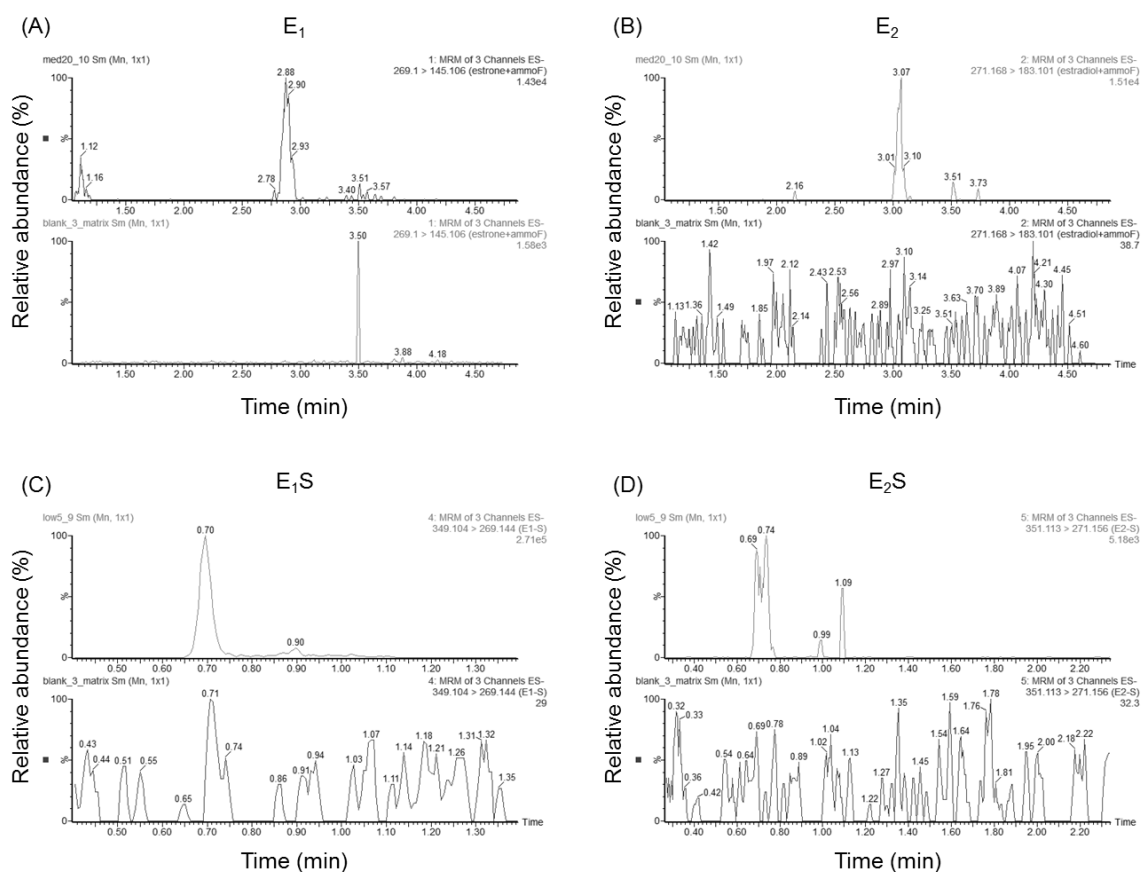 (A)
E₁
med20_10 Sm (Mn, 1x1)
1: MRM of 3 Channels ES-
269.1 > 145.106 (estrone+ammoF)
1.43e4
Relative abundance (%)
100
%
0
1.12
1.16
2.78
2.88
2.90
2.93
3.40
3.51
3.57
1.50 2.00 2.50 3.00 3.50 4.00 4.50
blank_3_matrix Sm (Mn, 1x1)
1: MRM of 3 Channels ES-
269.1 > 145.106 (estrone+ammoF)
1.58e3
100
%
0
3.50
3.88
4.18
1.50 2.00 2.50 3.00 3.50 4.00 4.50
Time (min)
(B)
E₂
med20_10 Sm (Mn, 1x1)
2: MRM of 3 Channels ES-
271.168 > 183.101 (estradiol+ammoF)
1.51e4
Relative abundance (%)
100
%
0
2.16
3.01
3.07
3.10
3.51
3.73
1.50 2.00 2.50 3.00 3.50 4.00 4.50
blank_3_matrix Sm (Mn, 1x1)
2: MRM of 3 Channels ES-
271.168 > 183.101 (estradiol+ammoF)
38.7
100
%
0
1.13
1.36
1.42
1.49
1.85
1.97
2.12
2.14
2.43
2.53
2.56
2.89
2.97
3.10
3.14
3.25
3.51
3.63
3.70
3.89
4.07
4.21
4.30
4.45
4.51
4.60
Time
1.50 2.00 2.50 3.00 3.50 4.00 4.50
Time (min)
(C)
E₁S
low5_9 Sm (Mn, 1x1)
4: MRM of 3 Channels ES-
349.104 > 269.144 (E1-S)
2.71e5
Relative abundance (%)
100
%
0
0.70
0.90
0.50 0.60 0.70 0.80 0.90 1.00 1.10 1.20 1.30
blank_3_matrix Sm (Mn, 1x1)
4: MRM of 3 Channels ES-
349.104 > 269.144 (E1-S)
29
100
%
0
0.43
0.44
0.51
0.55
0.65
0.71
0.74
0.86
0.91
0.94
1.03
1.07
1.11
1.14
1.18
1.21
1.26
1.31
1.32
1.35
Time
0.50 0.60 0.70 0.80 0.90 1.00 1.10 1.20 1.30
Time (min)
(D)
E₂S
low5_9 Sm (Mn, 1x1)
5: MRM of 3 Channels ES-
351.113 > 271.156 (E2-S)
5.18e3
Relative abundance (%)
100
%
0
0.69
0.74
0.99
1.09
0.40 0.60 0.80 1.00 1.20 1.40 1.60 1.80 2.00 2.20
blank_3_matrix Sm (Mn, 1x1)
5: MRM of 3 Channels ES-
351.113 > 271.156 (E2-S)
32.3
100
%
0
0.32
0.33
0.36
0.42
0.54
0.64
0.69
0.78
0.89
1.02
1.04
1.13
1.22
1.27
1.35
1.45
1.54
1.59
1.64
1.76
1.78
1.81
1.95
2.00
2.18
2.22
Time
0.40 0.60 0.80 1.00 1.20 1.40 1.60 1.80 2.00 2.20
Time (min)